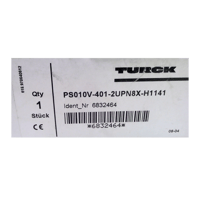 TURCK
Qty
1
Stück
PS010V-401-2UPN8X-H1141
Ident_Nr 6832464
*6832464*